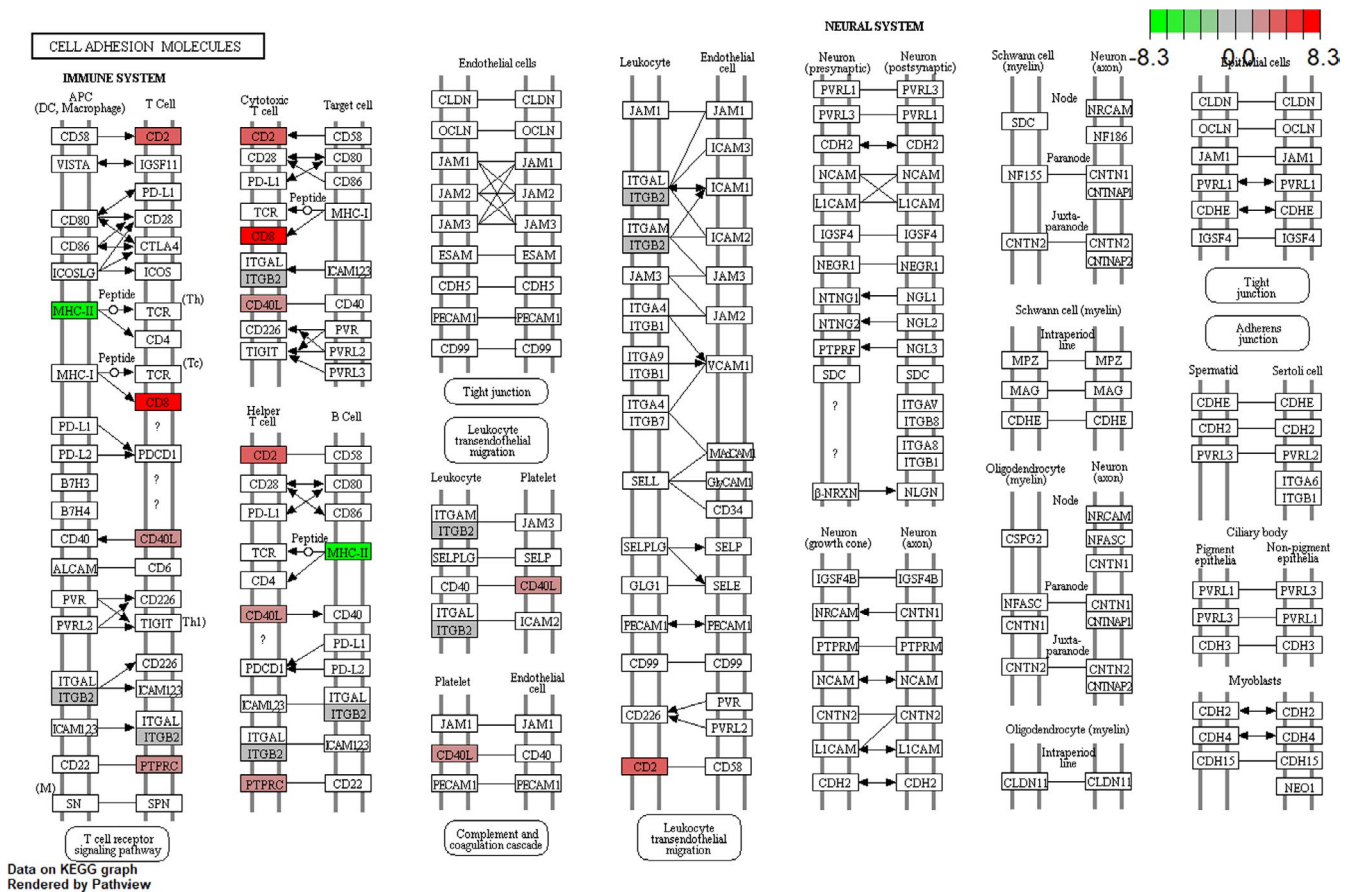 CELL ADHESION MOLECULES
NEURAL SYSTEM
-8.3 0.0 8.3
IMMUNE SYSTEM
APC
(DC, Macrophage)
T Cell
CD58
CD2
VISTA
IGSF11
PD-L1
CD80
CD28
CD86
CTLA4
ICOSLG
ICOS
Peptide
(Th)
MHC-II
TCR
CD4
Peptide
(Tc)
MHC-I
TCR
CD8
PD-L1
?
PD-L2
PDCD1
B7H3
?
B7H4
?
CD40
CD40L
ALCAM
CD6
PVR
CD226
PVRL2
TIGIT
Th1)
CD226
ITGAL
ITGB2
ICAM1,2,3
ICAM1,2,3
ITGAL
ITGB2
CD22
PTPRC
(M)
SN
SPN
T cell receptor
signaling pathway
Cytotoxic
T cell
Target cell
CD2
CD58
CD28
CD80
PD-L1
CD86
Peptide
TCR
MHC-I
CD8
ITGAL
ITGB2
ICAM1,2,3
CD40L
CD40
CD226
PVR
TIGIT
PVRL2
PVRL3
Helper
T cell
B Cell
CD2
CD58
CD28
CD80
PD-L1
CD86
Peptide
TCR
MHC-II
CD4
CD40L
CD40
?
PD-L1
PDCD1
PD-L2
ICAM1,2,3
ITGAL
ITGB2
ITGAL
ITGB2
ICAM1,2,3
PTPRC
CD22
Endothelial cells
CLDN
CLDN
OCLN
OCLN
JAM1
JAM1
JAM2
JAM2
JAM3
JAM3
ESAM
ESAM
CDH5
CDH5
PECAM1
PECAM1
CD99
CD99
Tight junction
Leukocyte
transendothelial
migration
Leukocyte
Platelet
ITGAM
ITGB2
JAM3
SELPLG
SELP
CD40
CD40L
ITGAL
ITGB2
ICAM2
Platelet
Endothelial
cell
JAM1
JAM1
CD40L
CD40
PECAM1
PECAM1
Complement and
coagulation cascade
Leukocyte
Endothelial
cell
JAM1
JAM1
ICAM3
ITGAL
ITGB2
ICAM1
ITGAM
ITGB2
ICAM2
JAM3
JAM3
ITGA4
ITGB1
JAM2
ITGA9
ITGB1
VCAM1
ITGA4
ITGB7
MAdCAM1
SELL
GlyCAM1
CD34
SELPLG
SELP
GLG1
SELE
PECAM1
PECAM1
CD99
CD99
PVR
CD226
PVRL2
CD2
CD58
Leukocyte
transendothelial
migration
Neuron
(presynaptic)
Neuron
(postsynaptic)
PVRL1
PVRL3
PVRL3
PVRL1
CDH2
CDH2
NCAM
NCAM
L1CAM
L1CAM
IGSF4
IGSF4
NEGR1
NEGR1
NTNG1
NGL1
NTNG2
NGL2
PTPRF
NGL3
SDC
SDC
?
ITGAV
ITGB8
?
ITGA8
ITGB1
β-NRXN
NLGN
Neuron
(growth cone)
Neuron
(axon)
IGSF4B
IGSF4B
NRCAM
CNTN1
PTPRM
PTPRM
NCAM
NCAM
CNTN2
CNTN2
L1CAM
L1CAM
CDH2
CDH2
Schwann cell
(myelin)
Neuron
(axon)
Node
NRCAM
SDC
NF186
Paranode
NF155
CNTN1
CNTNAP1
Juxta-
paranode
CNTN2
CNTN2
CNTNAP2
Schwann cell (myelin)
Intraperiod
line
MPZ
MPZ
MAG
MAG
CDHE
CDHE
Oligodendrocyte
(myelin)
Neuron
(axon)
Node
NRCAM
CSPG2
NFASC
CNTN1
Paranode
NFASC
CNTN1
CNTN1
CNTNAP1
Juxta-
paranode
CNTN2
CNTN2
CNTNAP2
Oligodendrocyte (myelin)
Intraperiod
line
CLDN11
CLDN11
Epithelial cells
CLDN
CLDN
OCLN
OCLN
JAM1
JAM1
PVRL1
PVRL1
CDHE
CDHE
IGSF4
IGSF4
Tight
junction
Adherens
junction
Spermatid
Sertoli cell
CDHE
CDHE
CDH2
CDH2
PVRL3
PVRL2
ITGA6
ITGB1
Ciliary body
Pigment
epithelia
Non-pigment
epithelia
PVRL1
PVRL3
PVRL3
PVRL1
CDH3
CDH3
Myoblasts
CDH2
CDH2
CDH4
CDH4
CDH15
CDH15
NEO1
Data on KEGG graph
Rendered by Pathview